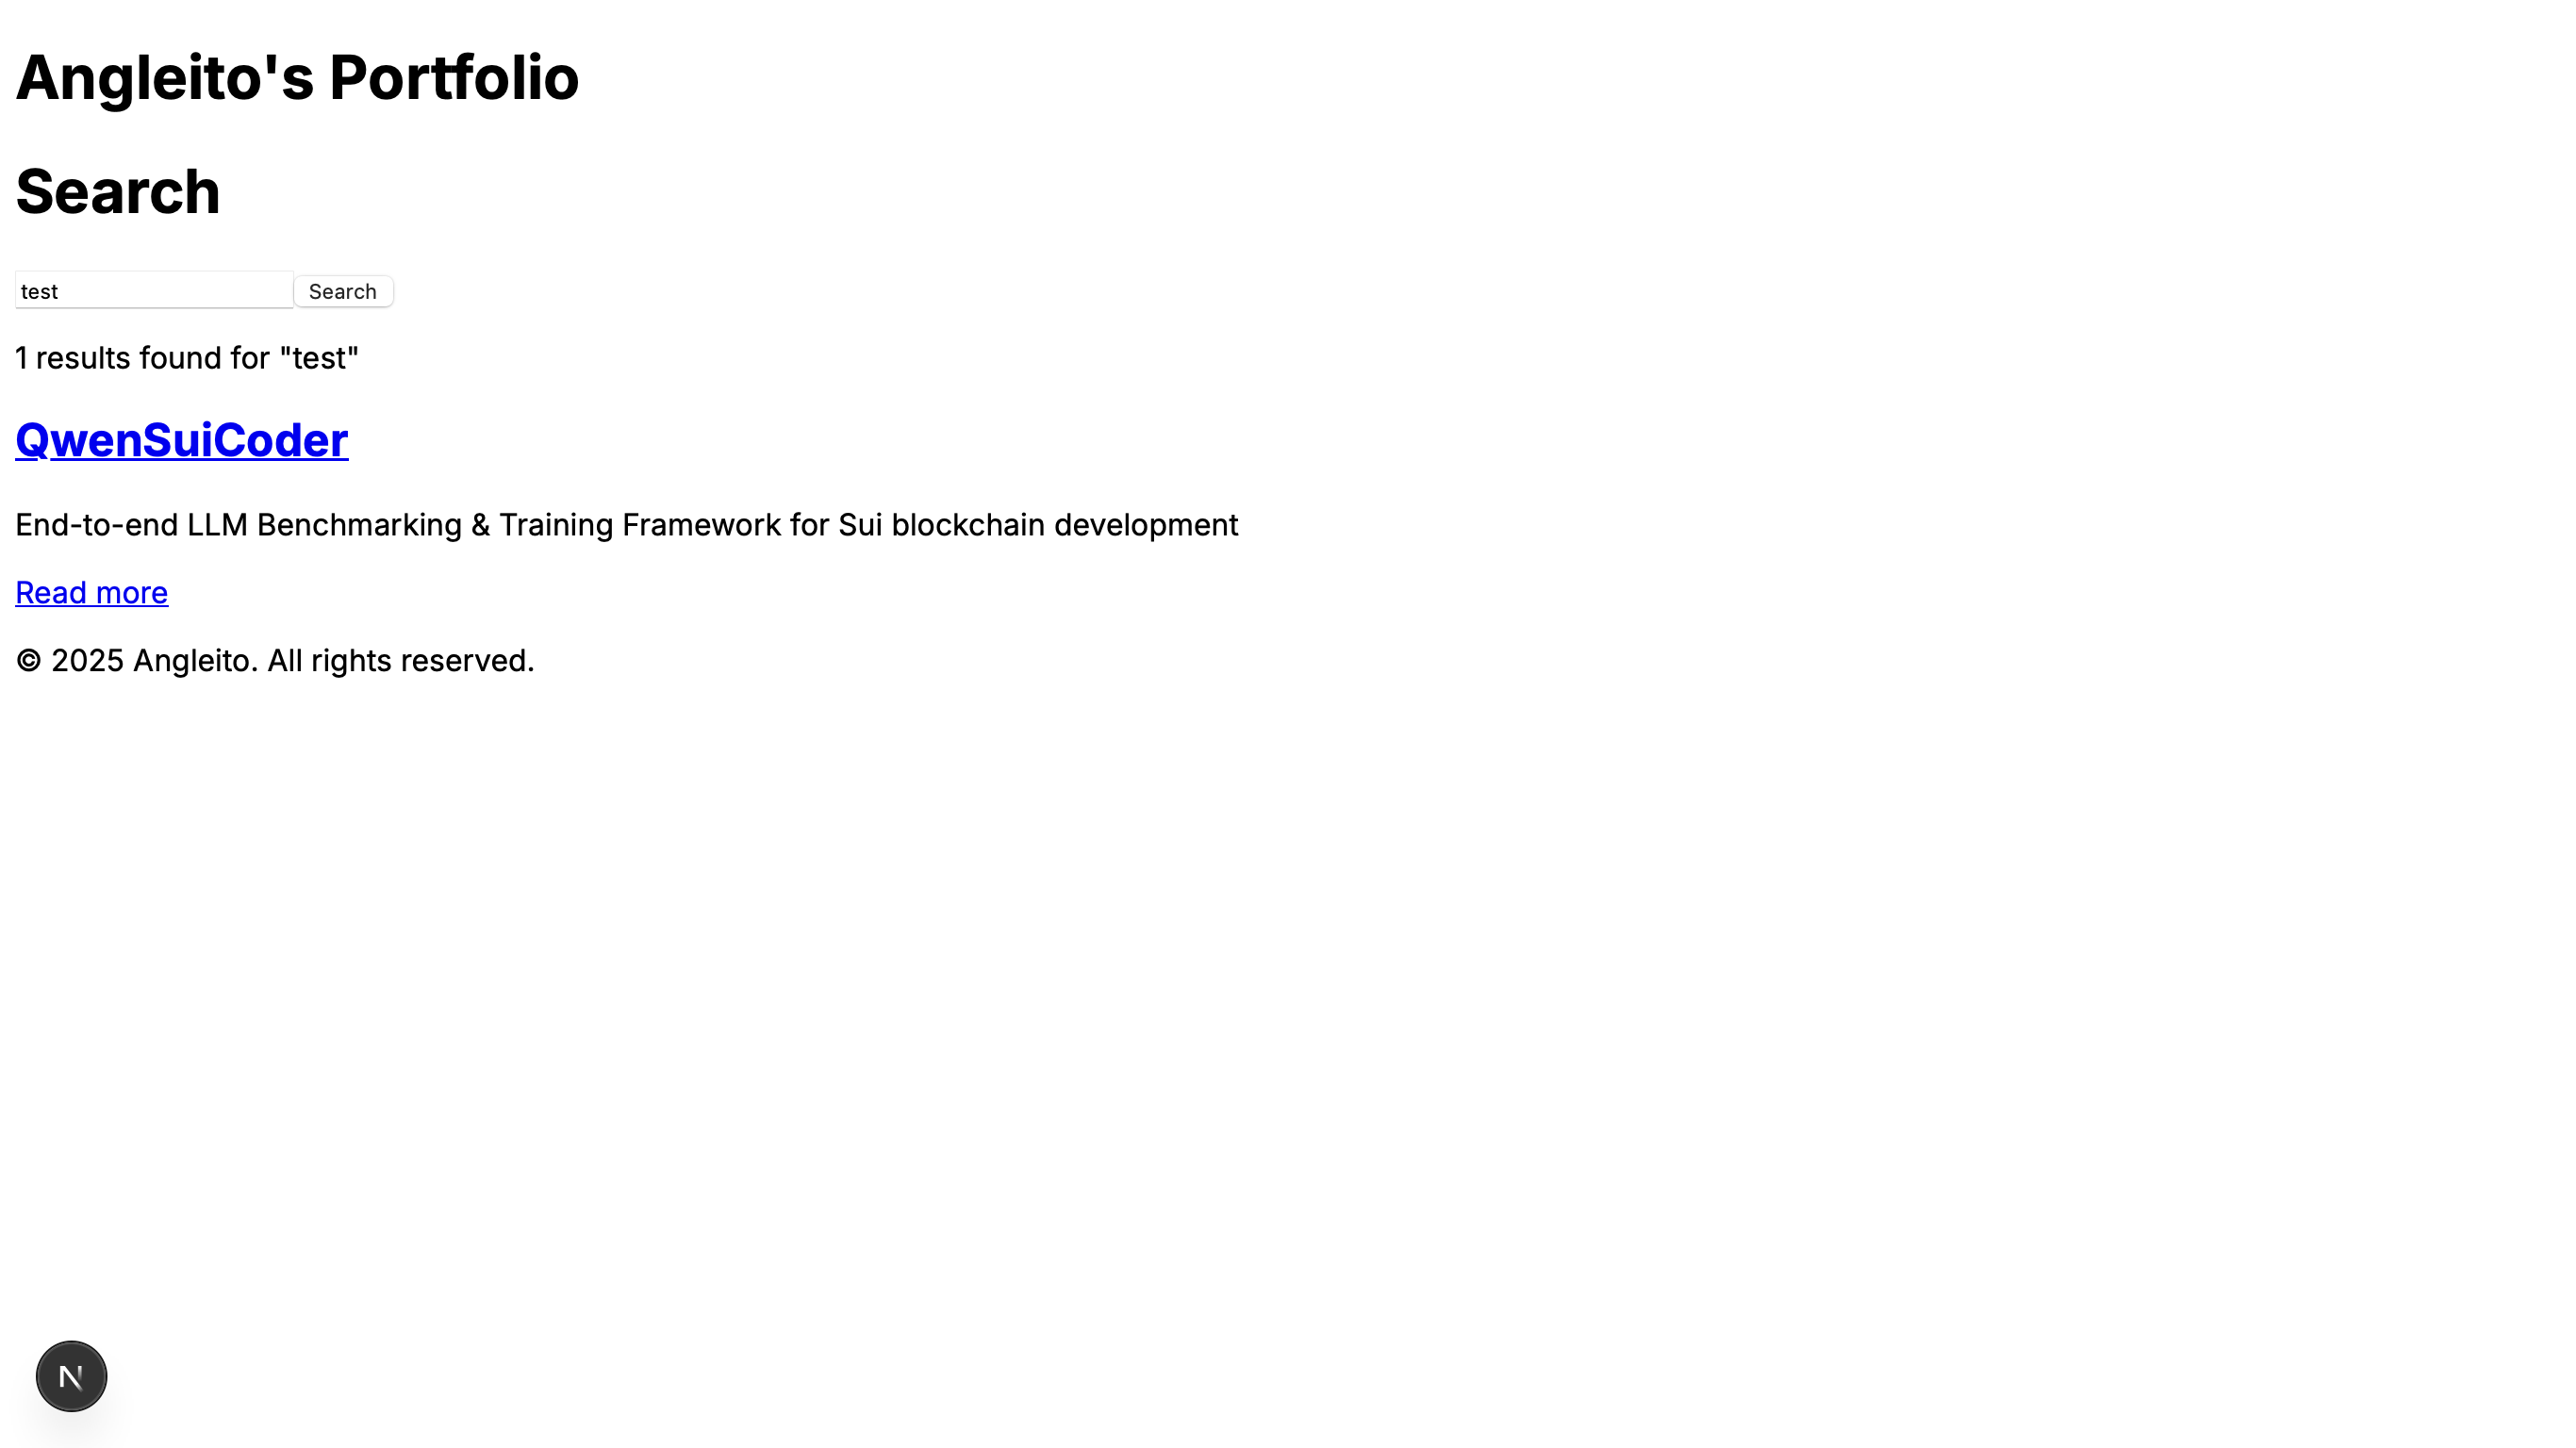 Angleito's Portfolio
Search
test
Search
1 results found for "test"
QwenSuiCoder
End-to-end LLM Benchmarking & Training Framework for Sui blockchain development
Read more
© 2025 Angleito. All rights reserved.
N